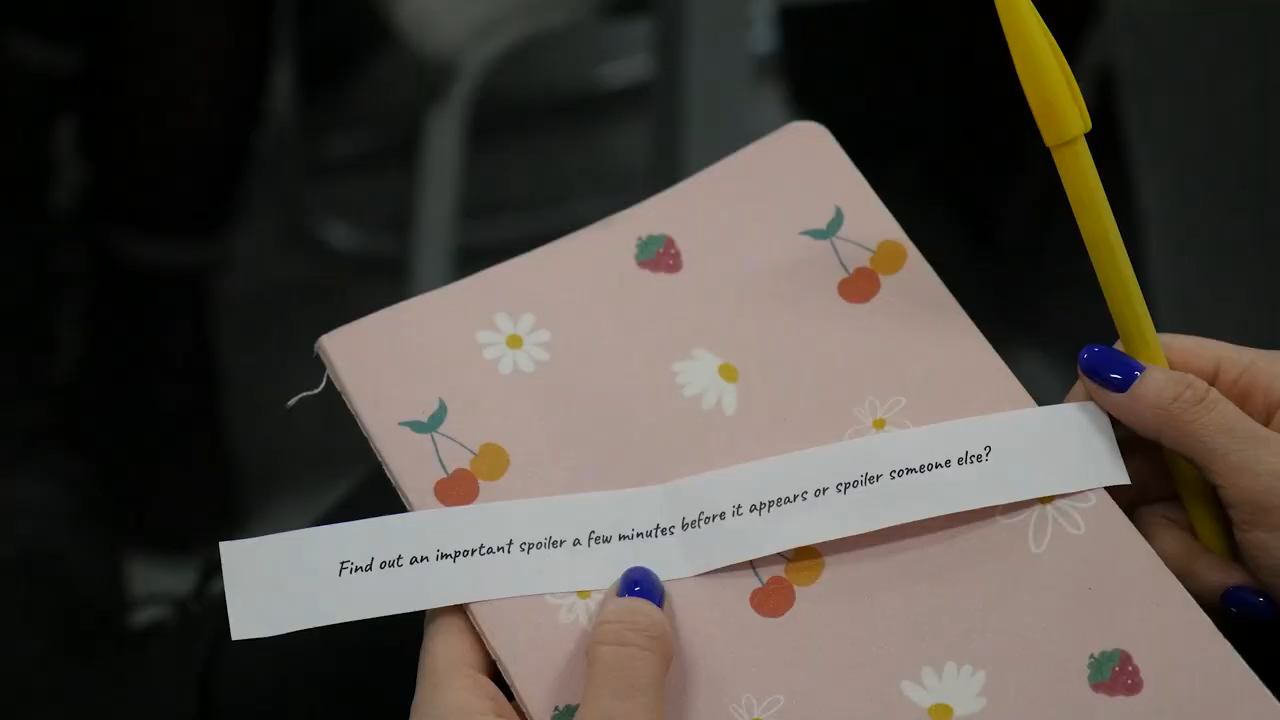 Find out an important spoiler a few minutes before it appears or spoiler someone else?